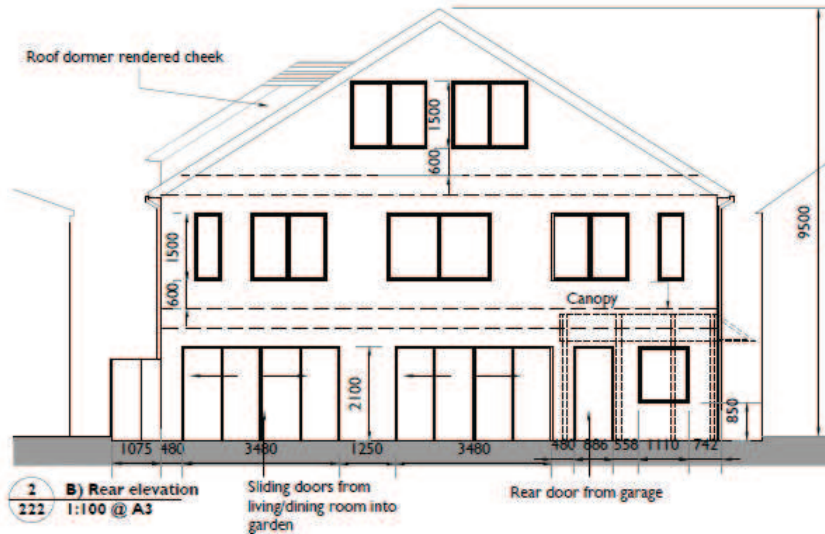 Roof dormer rendered cheek
1500
600
9500
1500
600
Canopy
2100
850
1075 480 3480 1250 3480 480 886 558 1110 742
2 B) Rear elevation
222 1:100 @ A3
Sliding doors from
living/dining room into
garden
Rear door from garage